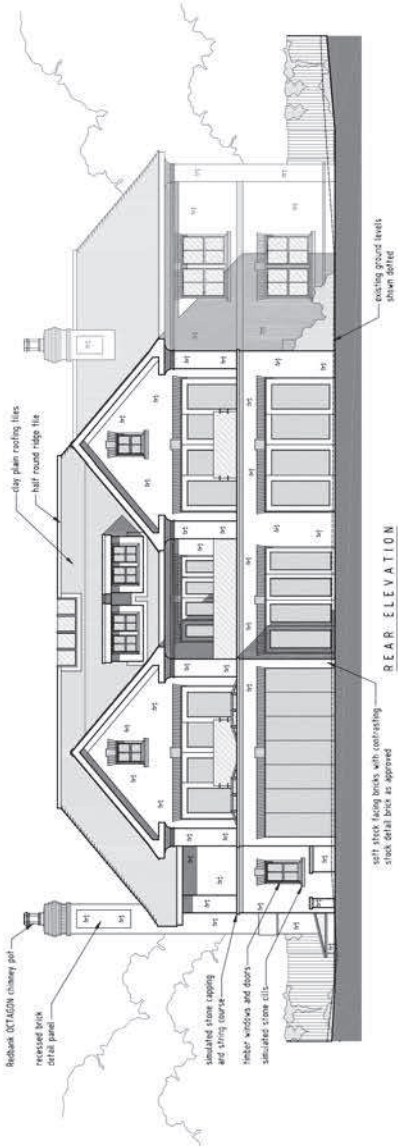 Redbank OCTAGON chimney pot
recessed brick
detail panel
clay plain roofing tiles
half round ridge tile
simulated stone capping
and string course
timber windows and doors
simulated stone cills
soft stock facing bricks with contrasting
stock detail brick as approved
existing ground levels
shown dotted
REAR ELEVATION